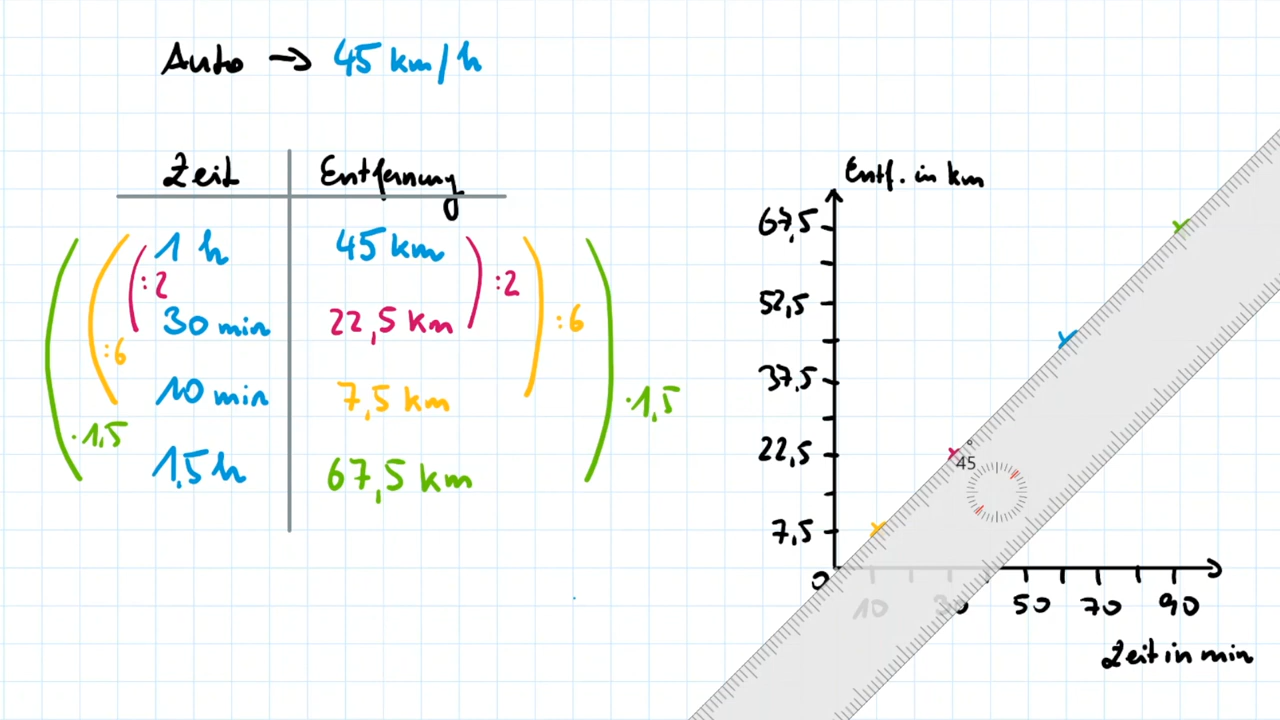 Auto → 45 km/h
Zeit Entfernung
1 h 45 km
:2 :2
30 min 22,5 km
:6 :6
10 min 7,5 km
·1,5 ·1,5
1,5 h 67,5 km
Entf. in km
67,5
52,5
37,5
22,5
7,5
0
10 30 50 70 90
Zeit in min
45°